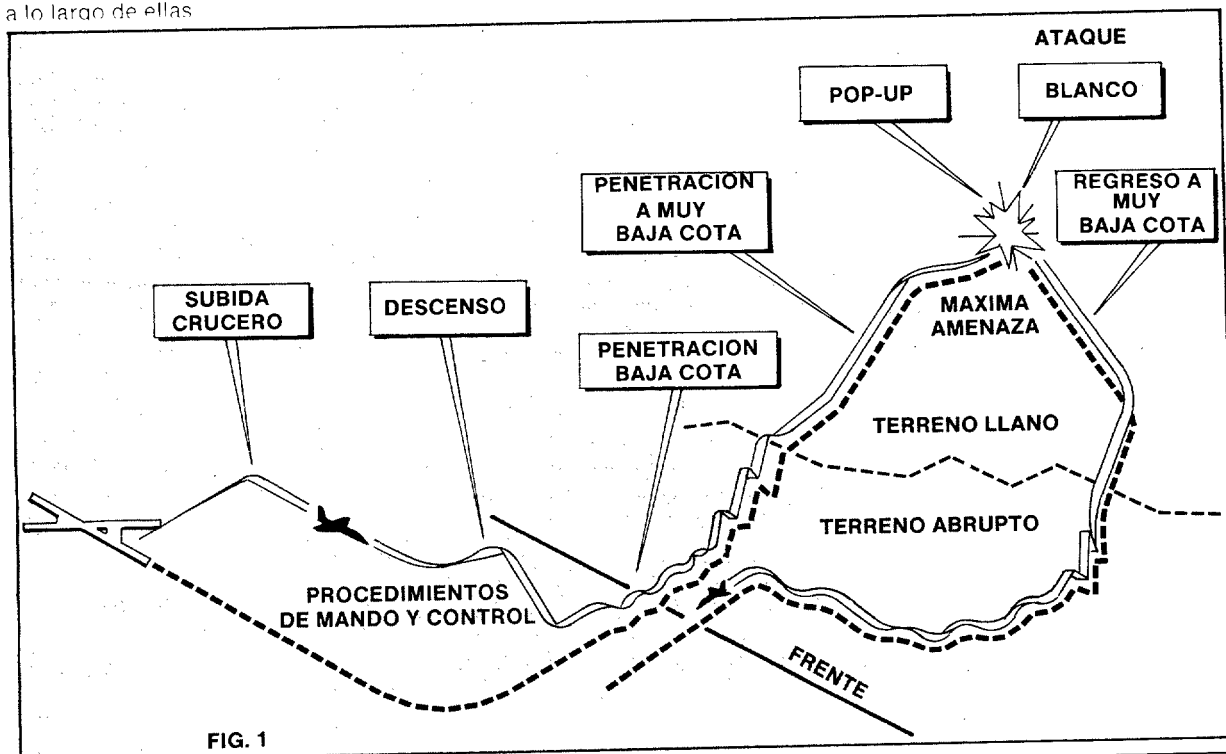 a lo largo de ellas
ATAQUE
POP-UP
BLANCO
PENETRACION
A MUY
BAJA COTA
REGRESO A
MUY
BAJA COTA
SUBIDA
CRUCERO
DESCENSO
PENETRACION
BAJA COTA
MAXIMA
AMENAZA
TERRENO LLANO
TERRENO ABRUPTO
PROCEDIMIENTOS
DE MANDO Y CONTROL
FRENTE
FIG. 1